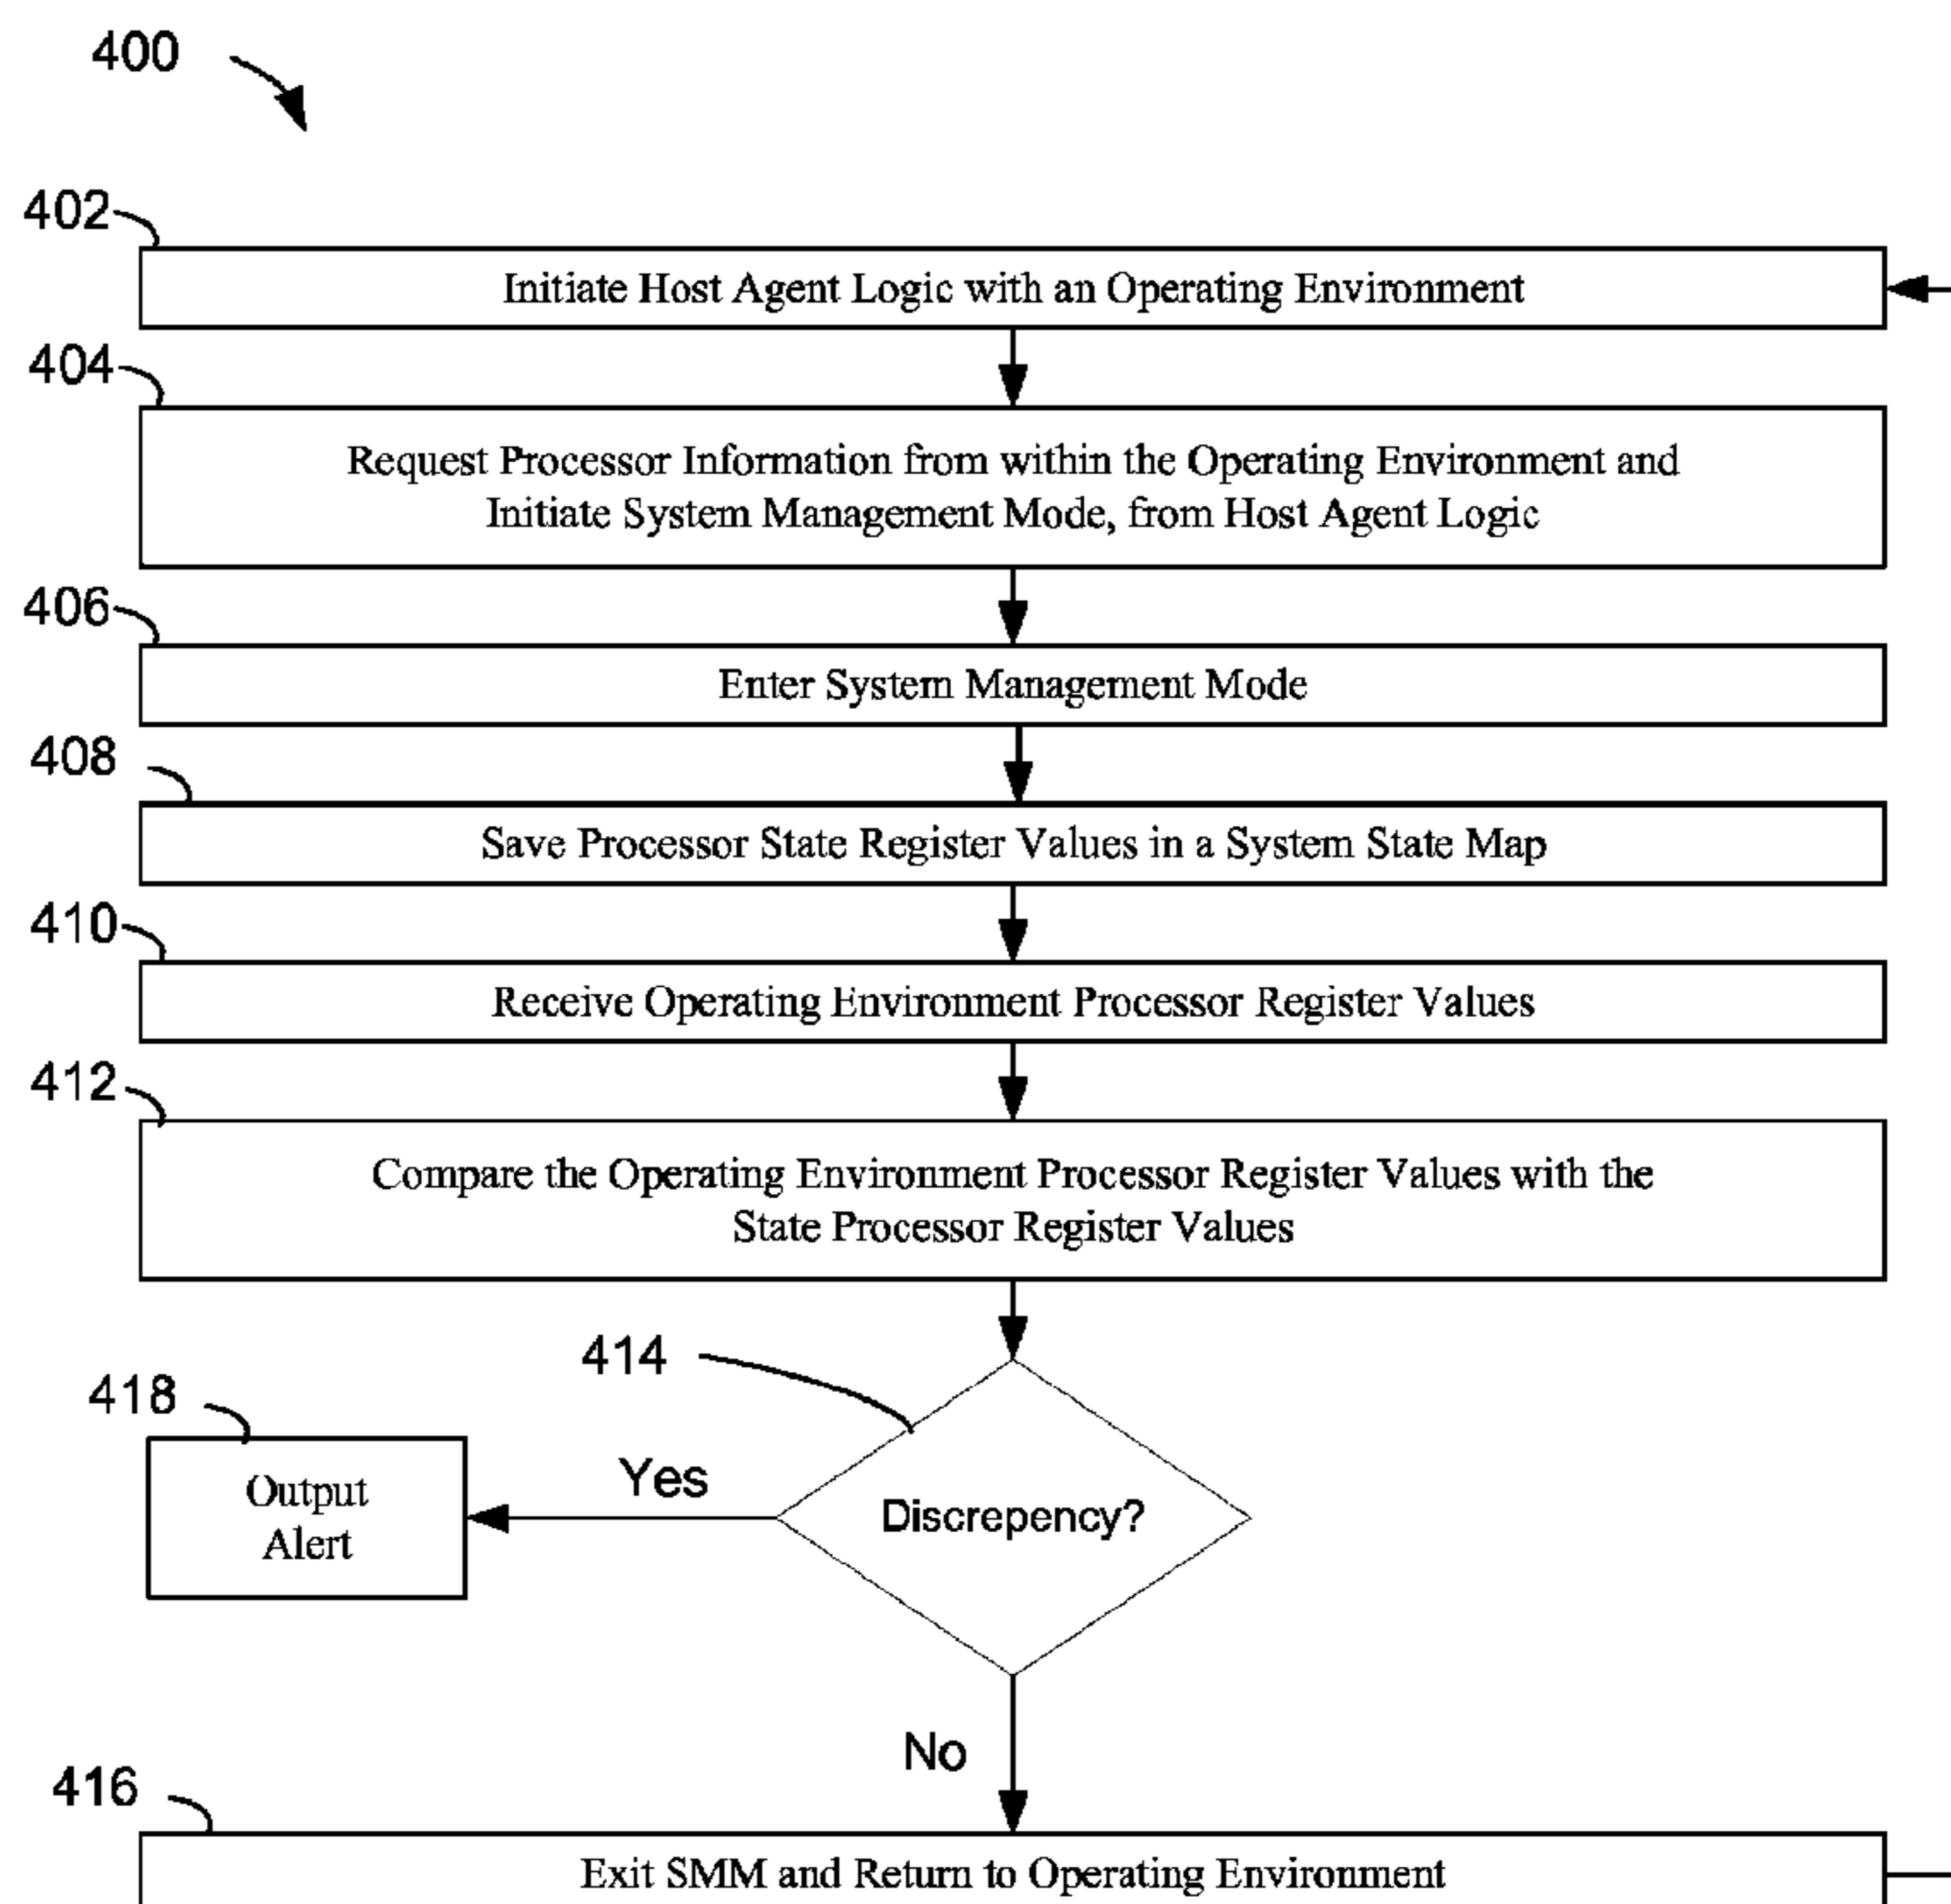 400
402
Initiate Host Agent Logic with an Operating Environment
404
Request Processor Information from within the Operating Environment and
Initiate System Management Mode, from Host Agent Logic
406
Enter System Management Mode
408
Save Processor State Register Values in a System State Map
410
Receive Operating Environment Processor Register Values
412
Compare the Operating Environment Processor Register Values with the
State Processor Register Values
414
418
Output
Alert
Yes
Discrepency?
No
416
Exit SMM and Return to Operating Environment